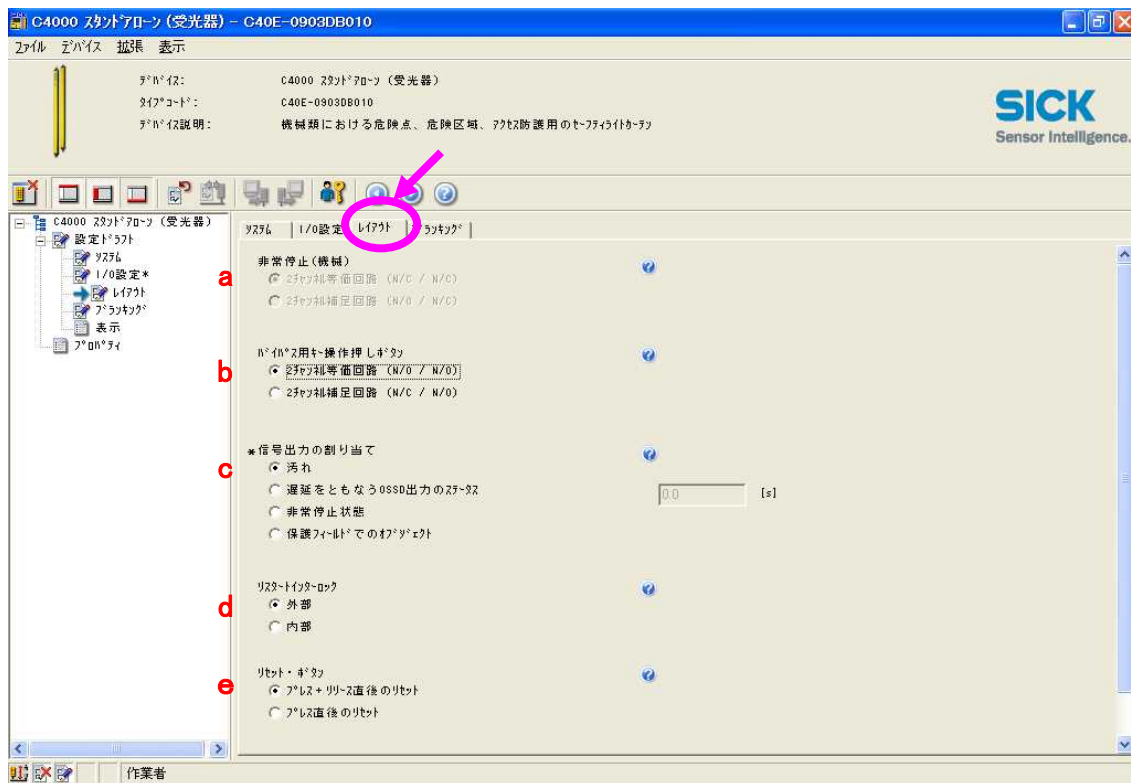 C4000 ｽﾀﾝﾄﾞｱﾛｰﾝ (受光器) - C40E-0903DB010
ﾌｧｲﾙ ﾃﾞﾊﾞｲｽ 拡張 表示
ﾃﾞﾊﾞｲｽ: C4000 ｽﾀﾝﾄﾞｱﾛｰﾝ (受光器)
ﾀｲﾌﾟｺｰﾄﾞ: C40E-0903DB010
ﾃﾞﾊﾞｲｽ説明: 機械類における危険点、危険区域、ｱｸｾｽ防護用のｾｰﾌﾃｨﾗｲﾄｶｰﾃﾝ
SICK
Sensor Intelligence.
C4000 ｽﾀﾝﾄﾞｱﾛｰﾝ (受光器)
設定ﾄﾞﾗﾌﾄ
ｼｽﾃﾑ
I/O設定*
ﾚｲｱｳﾄ
ﾌﾞﾗﾝｷﾝｸﾞ
表示
ﾌﾟﾛﾊﾟﾃｨ
ｼｽﾃﾑ I/O設定 ﾚｲｱｳﾄ ﾌﾞﾗﾝｷﾝｸﾞ
非常停止(機械)
a 2ﾁｬﾝﾈﾙ等価回路 (N/C / N/C)
2ﾁｬﾝﾈﾙ補足回路 (N/O / N/C)
ﾊﾞｲﾊﾟｽ用ｷｰ操作押しﾎﾞﾀﾝ
b 2ﾁｬﾝﾈﾙ等価回路 (N/O / N/O)
2ﾁｬﾝﾈﾙ補足回路 (N/C / N/O)
*信号出力の割り当て
c 汚れ
遅延をともなうOSSD出力のｽﾃｰﾀｽ 0.0 [s]
非常停止状態
保護ﾌｨｰﾙﾄﾞでのｵﾌﾞｼﾞｪｸﾄ
ﾘｽﾀｰﾄｲﾝﾀｰﾛｯｸ
d 外部
内部
ﾘｾｯﾄ・ﾎﾞﾀﾝ
e ﾌﾟﾚｽ+ﾘﾘｰｽ直後のﾘｾｯﾄ
ﾌﾟﾚｽ直後のﾘｾｯﾄ
作業者